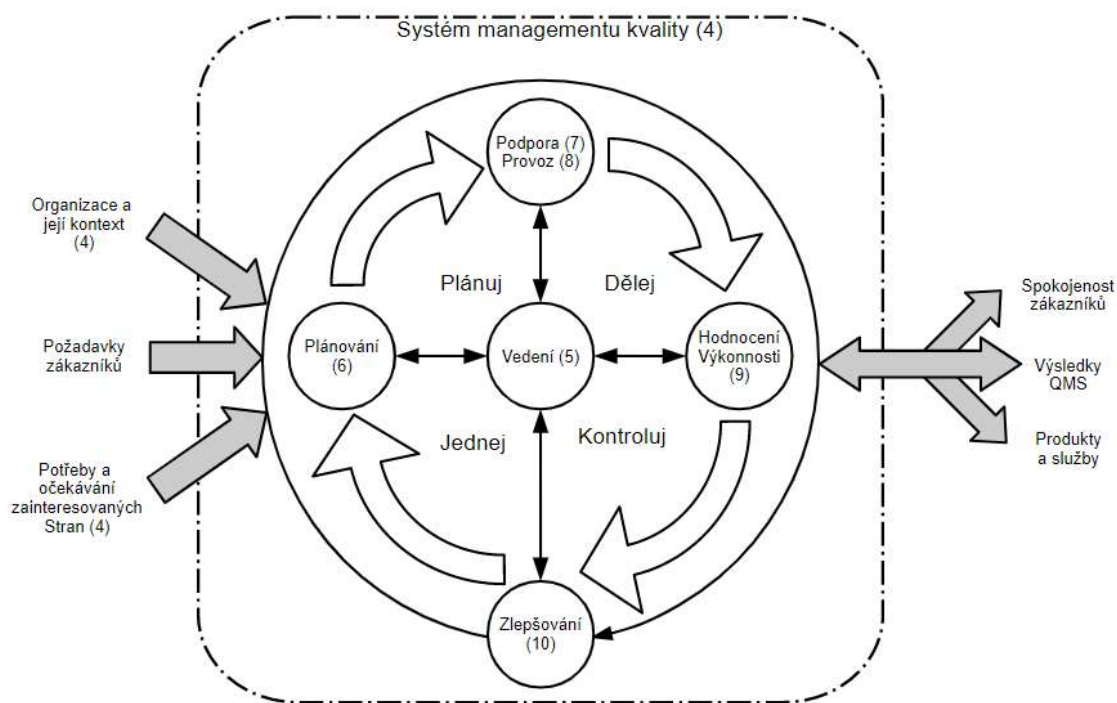 Systém managementu kvality (4)
Podpora (7)
Provoz (8)
Organizace a
její kontext
(4)
Plánuj
Dělej
Spokojenost
zákazníků
Požadavky
zákazníků
Plánování
(6)
Vedení (5)
Hodnocení
Výkonnosti
(9)
Výsledky
QMS
Jednej
Kontroluj
Produkty
a služby
Potřeby a
očekávání
zainteresovaných
Stran (4)
Zlepšování
(10)